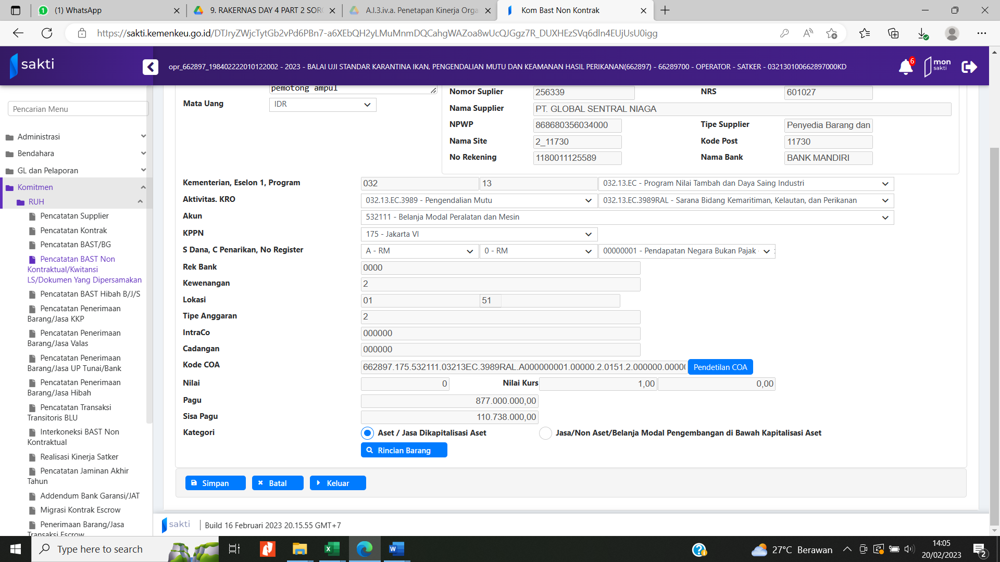 (1) WhatsApp
9. RAKERNAS DAY 4 PART 2 SORO
A.I.3.iv.a. Penetapan Kinerja Orga
Kom Bast Non Kontrak
https://sakti.kemenkeu.go.id/DTJryZWjcTytGb2vPd6PBn7-a6XEbQH2yLMuMnmDQCahgWAZoa8wUcQJGgz7R_DUXHEzSVq6dln4EUjUsU0igg
sakti
opr_662897_198402222010122002 - 2023 - BALAI UJI STANDAR KARANTINA IKAN, PENGENDALIAN MUTU DAN KEAMANAN HASIL PERIKANAN(662897) - 66289700 - OPERATOR - SATKER - 032130100662897000KD
6
mon sakti
Pencarian Menu
Administrasi
Bendahara
GL dan Pelaporan
Komitmen
RUH
Pencatatan Supplier
Pencatatan Kontrak
Pencatatan BAST/BG
Pencatatan BAST Non
Kontraktual/Kwitansi
LS/Dokumen Yang Dipersamakan
Pencatatan BAST Hibah B/J/S
Pencatatan Penerimaan
Barang/Jasa KKP
Pencatatan Penerimaan
Barang/Jasa Valas
Pencatatan Penerimaan
Barang/Jasa UP Tunai/Bank
Pencatatan Penerimaan
Barang/Jasa Hibah
Pencatatan Transaksi
Transitoris BLU
Interkoneksi BAST Non
Kontraktual
Realisasi Kinerja Satker
Pencatatan Jaminan Akhir
Tahun
Addendum Bank Garansi/JAT
Migrasi Kontrak Escrow
Penerimaan Barang/Jasa
Transaksi Escrow
pemotong ampul
Mata Uang IDR
Nomor Suplier 256339 NRS 601027
Nama Supplier PT. GLOBAL SENTRAL NIAGA
NPWP 868680356034000 Tipe Supplier Penyedia Barang dan
Nama Site 2_11730 Kode Post 11730
No Rekening 1180011125589 Nama Bank BANK MANDIRI
Kementerian, Eselon 1, Program 032 13 032.13.EC - Program Nilai Tambah dan Daya Saing Industri
Aktivitas. KRO 032.13.EC.3989 - Pengendalian Mutu 032.13.EC.3989RAL - Sarana Bidang Kemaritiman, Kelautan, dan Perikanan
Akun 532111 - Belanja Modal Peralatan dan Mesin
KPPN 175 - Jakarta VI
S Dana, C Penarikan, No Register A - RM 0 - RM 00000001 - Pendapatan Negara Bukan Pajak
Rek Bank 0000
Kewenangan 2
Lokasi 01 51
Tipe Anggaran 2
IntraCo 000000
Cadangan 000000
Kode COA 662897.175.532111.03213EC.3989RAL.A000000001.00000.2.0151.2.000000.0000 Pendetilan COA
Nilai 0 Nilai Kurs 1,00 0,00
Pagu 877.000.000,00
Sisa Pagu 110.738.000,00
Kategori Aset / Jasa Dikapitalisasi Aset Jasa/Non Aset/Belanja Modal Pengembangan di Bawah Kapitalisasi Aset
Rincian Barang
Simpan Batal Keluar
sakti Build 16 Februari 2023 20.15.55 GMT+7
Type here to search
27°C Berawan
14:05
20/02/2023
2